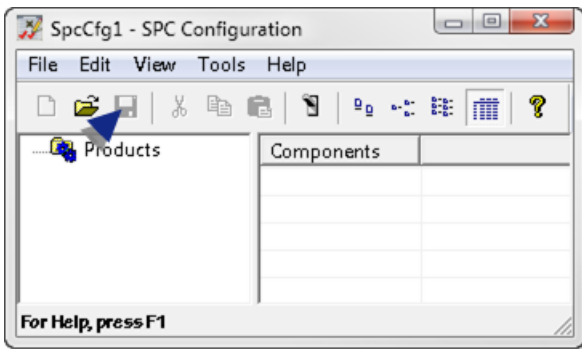 SpcCfg1 - SPC Configuration
File Edit View Tools Help
Products
Components
For Help, press F1